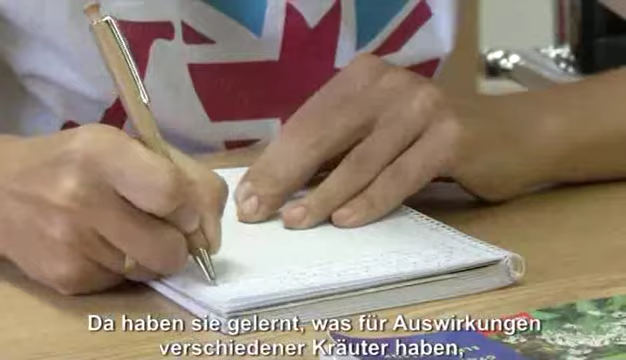 Da haben sie gelernt, was für Auswirkungen
verschiedener Kräuter haben,